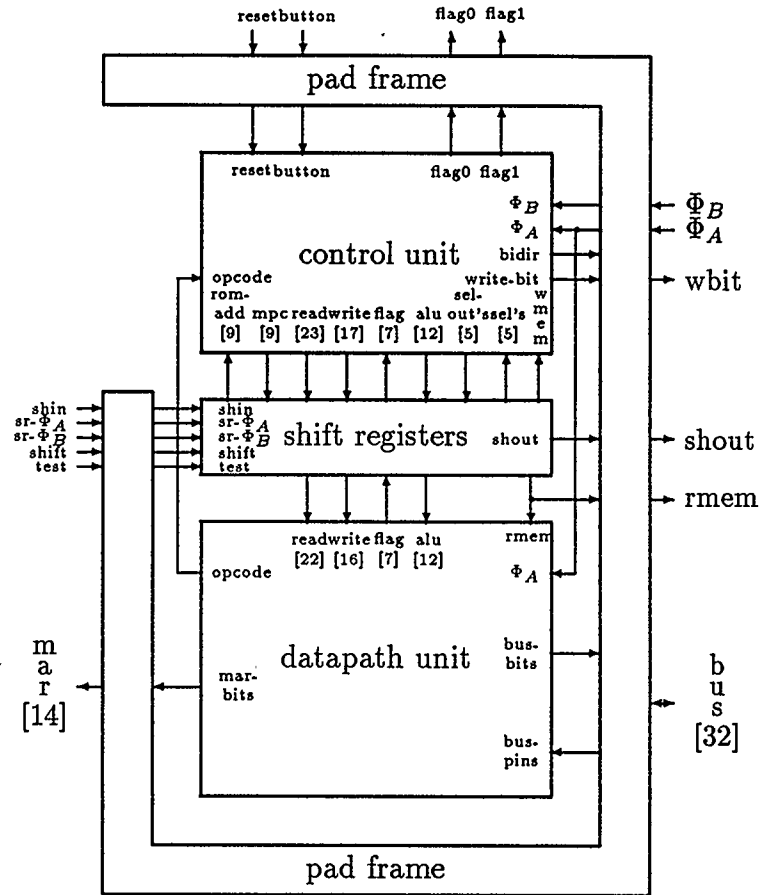 resetbutton flag0 flag1
pad frame
resetbutton flag0 flag1
Φ_B Φ_B
Φ_A Φ_A
control unit bidir
opcode write-bit wbit
rom- sel- w
add mpc readwrite flag alu out'ssel's m
[9] [9] [23] [17] [7] [12] [5] [5] e
m
shin shin
sr-Φ_A sr-Φ_A
sr-Φ_B sr-Φ_B shift registers shout shout
shift shift
test test
rmem
readwrite flag alu rmem
[22] [16] [7] [12]
opcode Φ_A
m bus-
a datapath unit bits b
r mar- u
[14] bits s
[32]
bus-
pins
pad frame